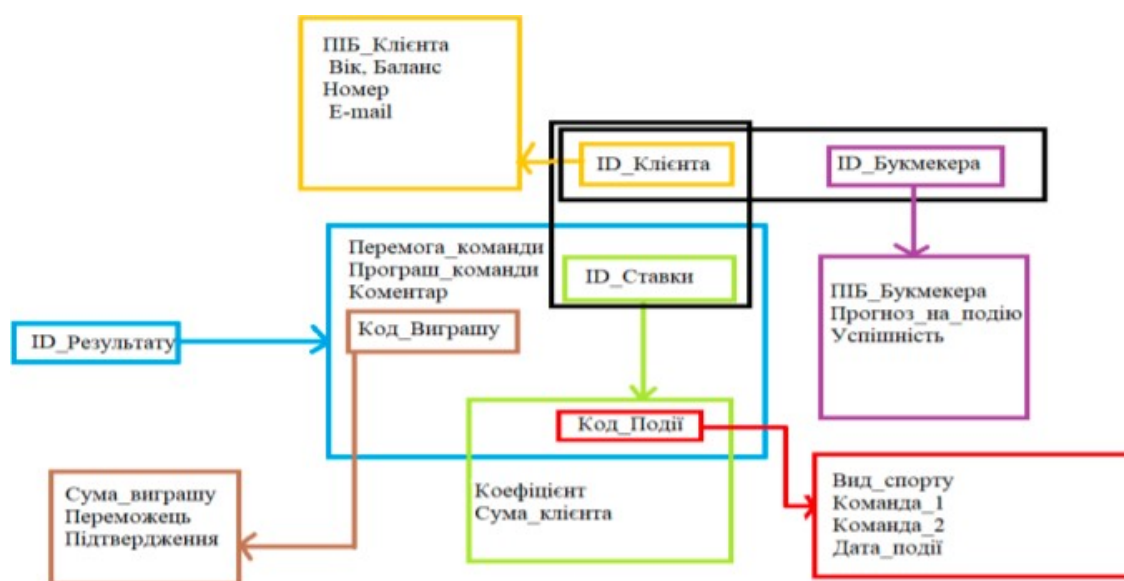 ПІБ_Клієнта
Вік, Баланс
Номер
E-mail
ID_Клієнта
ID_Букмекера
Перемога_команди
Програш_команди
Коментар
ID_Ставки
ПІБ_Букмекера
Прогноз_на_подію
Успішність
ID_Результату
Код_Виграшу
Код_Події
Сума_виграшу
Переможець
Підтвердження
Коефіцієнт
Сума_клієнта
Вид_спорту
Команда_1
Команда_2
Дата_події